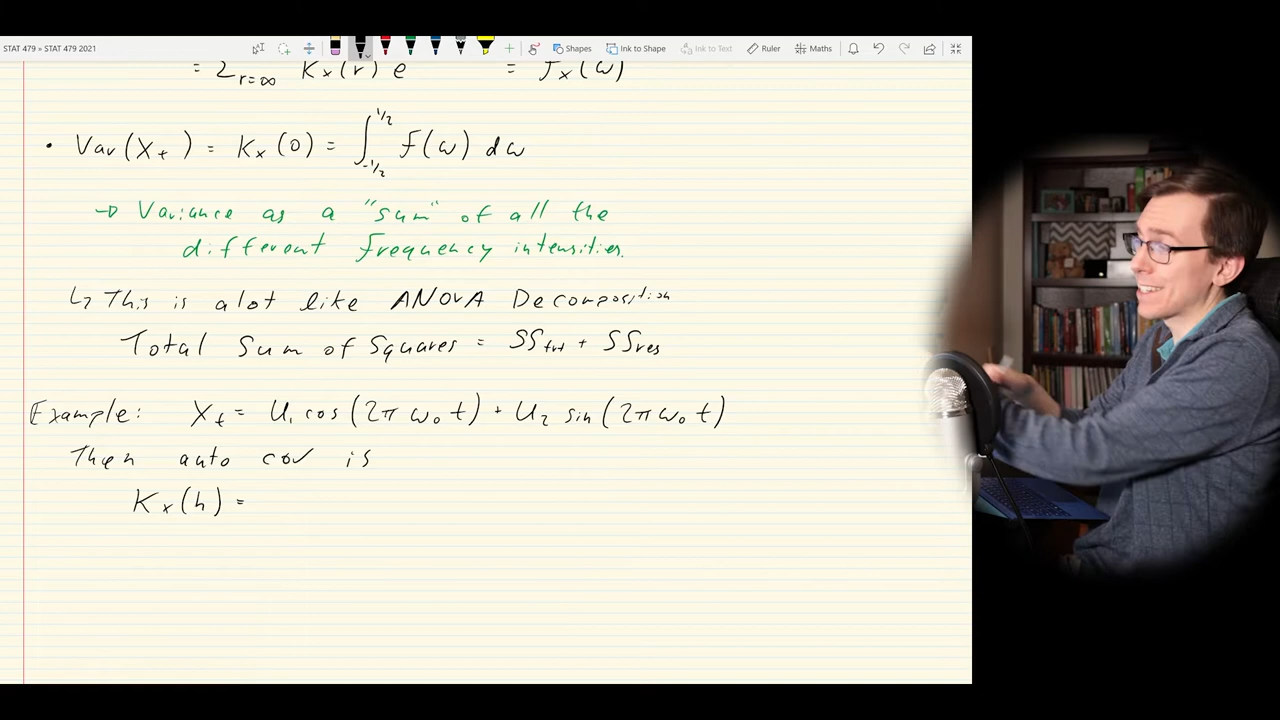 STAT 479 » STAT 479 2021
Shapes Ink to Shape Ink to Text Ruler Maths
= Σ r=∞ Kx(r) e = fx(ω)
• Var(Xt) = Kx(0) = ∫ -1/2 1/2 f(ω) dω
→ Variance as a "sum" of all the
different frequency intensities.
↳ This is a lot like ANOVA Decomposition
Total Sum of Squares = SStrt + SSres
Example: Xt = U1 cos(2π ω0 t) + U2 sin(2π ω0 t)
Then auto cov is
Kx(h) =